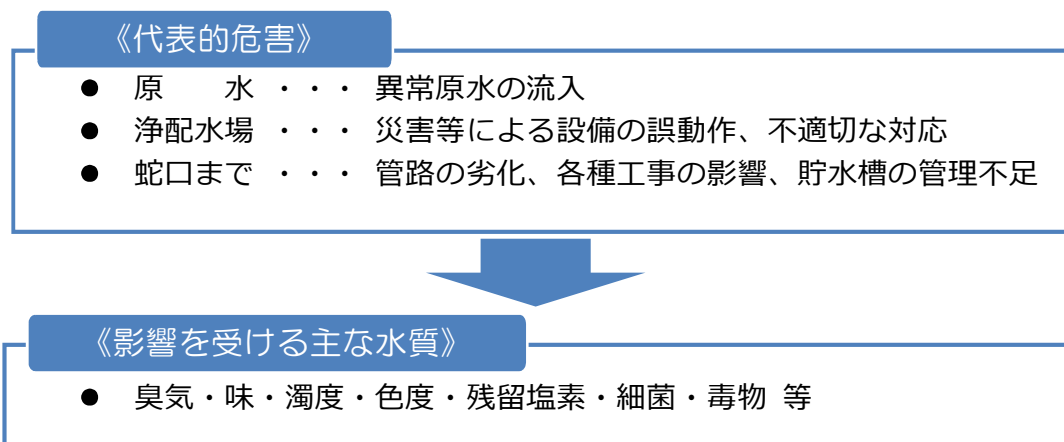 《代表的危害》
● 原　　水 ・・・ 異常原水の流入
● 浄配水場 ・・・ 災害等による設備の誤動作、不適切な対応
● 蛇口まで ・・・ 管路の劣化、各種工事の影響、貯水槽の管理不足
《影響を受ける主な水質》
● 臭気・味・濁度・色度・残留塩素・細菌・毒物 等